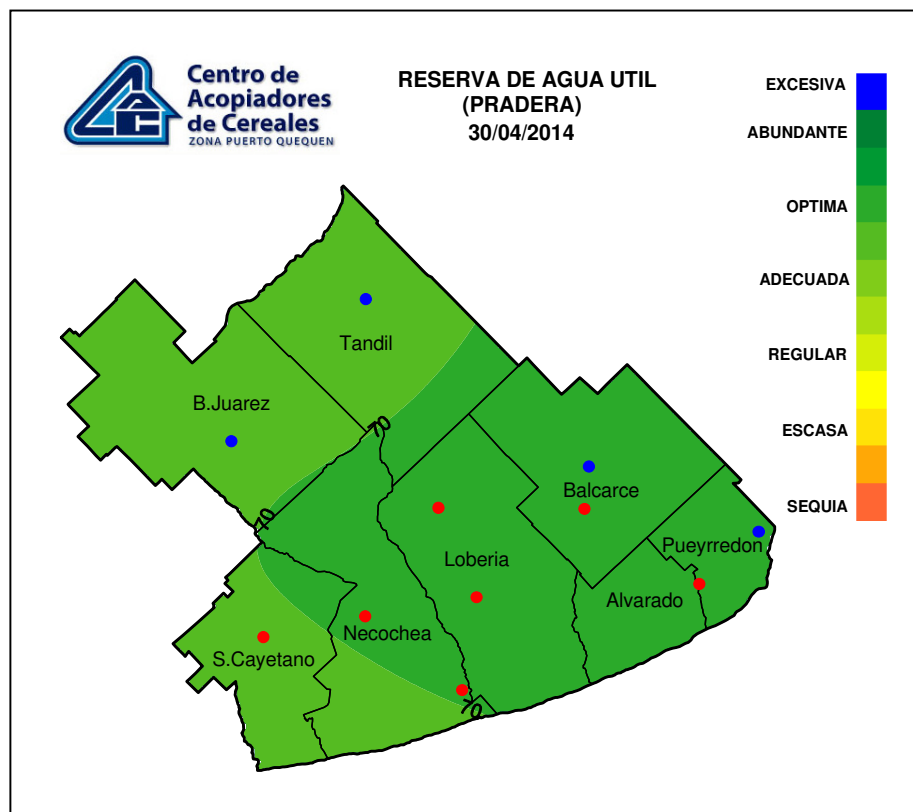 Centro de
Acopiadores
de Cereales
ZONA PUERTO QUEQUEN
CAC
RESERVA DE AGUA UTIL
(PRADERA)
30/04/2014
EXCESIVA
ABUNDANTE
OPTIMA
ADECUADA
REGULAR
ESCASA
SEQUIA
Tandil
B.Juarez
70
Balcarce
70
Pueyrredon
Loberia
Alvarado
Necochea
S.Cayetano
70